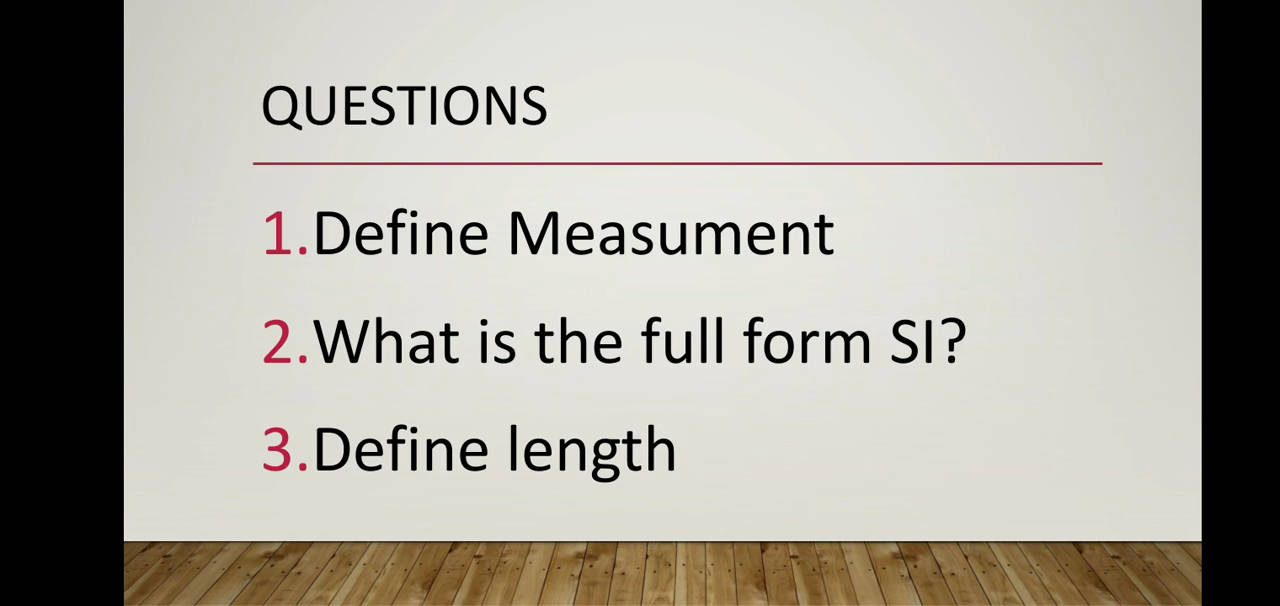 QUESTIONS
1.Define Measument
2.What is the full form SI?
3.Define length